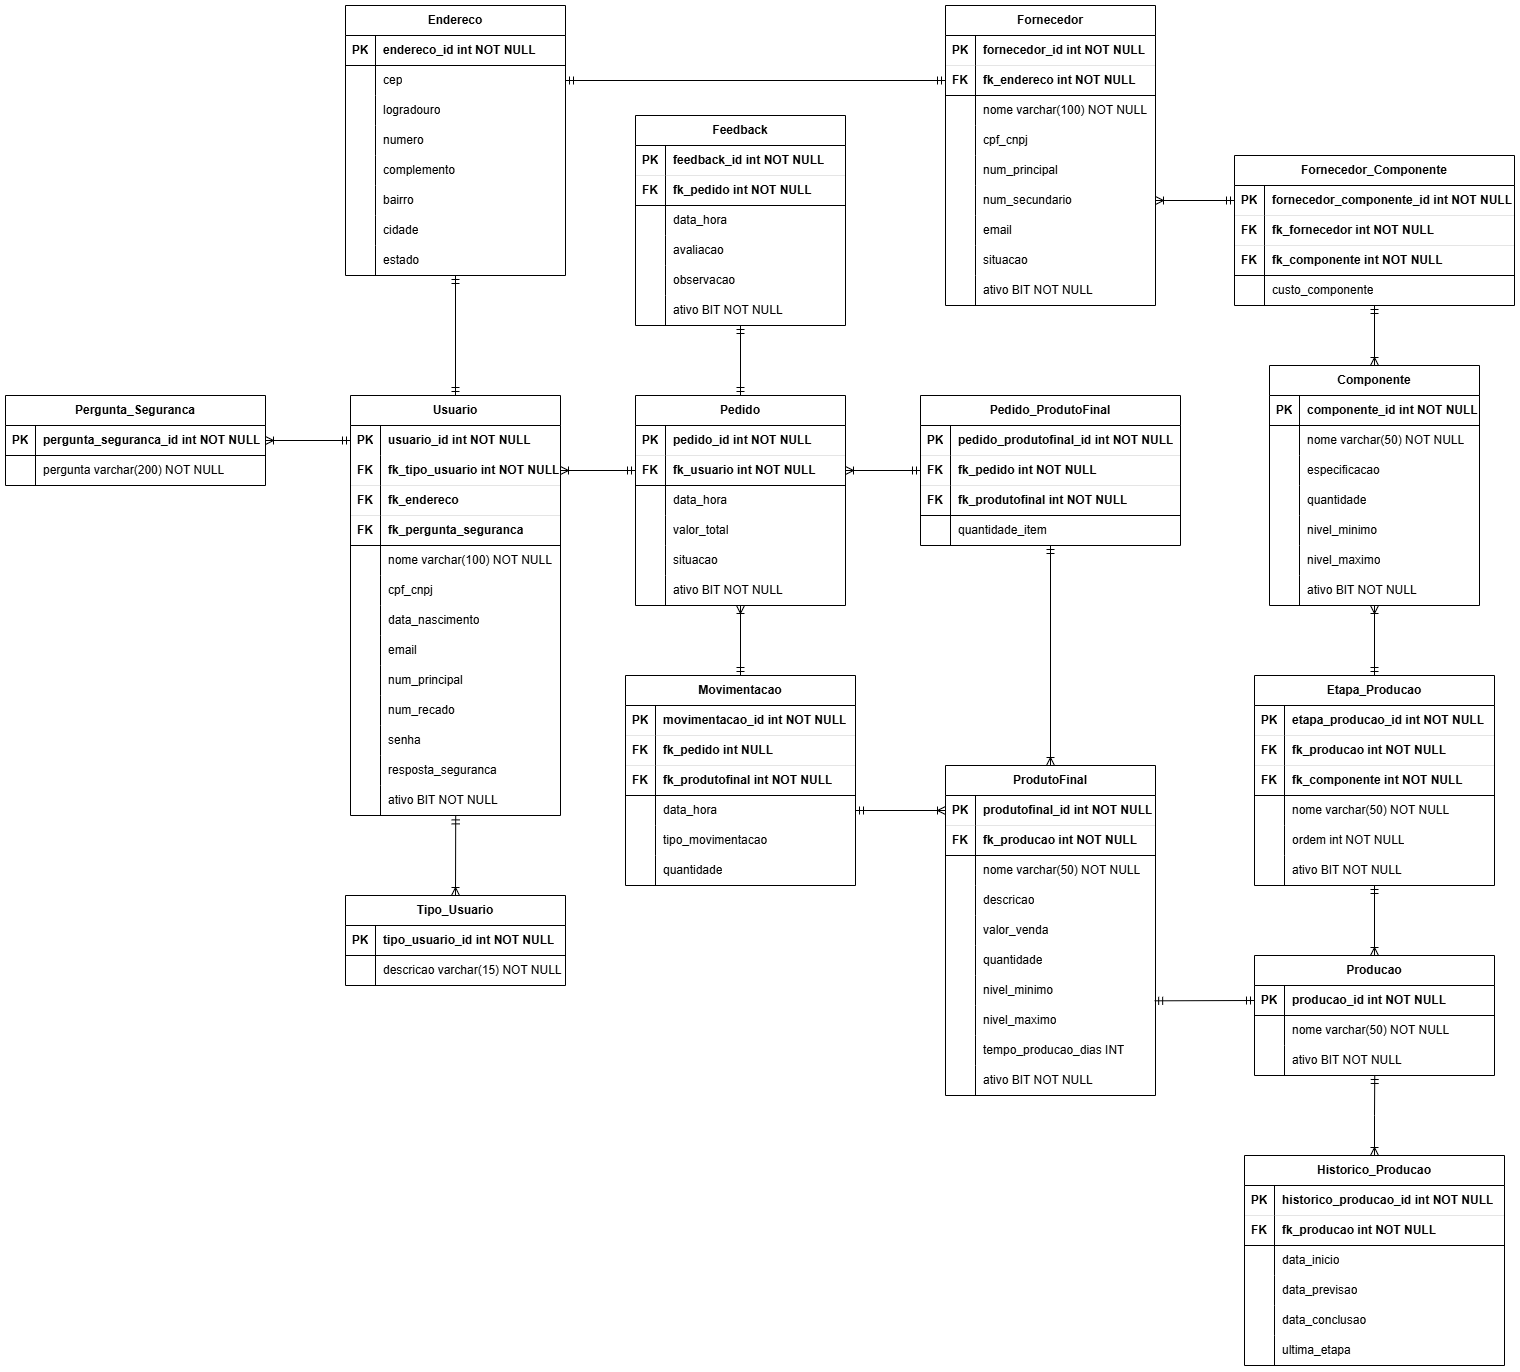 Endereco
PK endereco_id int NOT NULL
cep
logradouro
numero
complemento
bairro
cidade
estado
Fornecedor
PK fornecedor_id int NOT NULL
FK fk_endereco int NOT NULL
nome varchar(100) NOT NULL
cpf_cnpj
num_principal
num_secundario
email
situacao
ativo BIT NOT NULL
Feedback
PK feedback_id int NOT NULL
FK fk_pedido int NOT NULL
data_hora
avaliacao
observacao
ativo BIT NOT NULL
Fornecedor_Componente
PK fornecedor_componente_id int NOT NULL
FK fk_fornecedor int NOT NULL
FK fk_componente int NOT NULL
custo_componente
Pergunta_Seguranca
PK pergunta_seguranca_id int NOT NULL
pergunta varchar(200) NOT NULL
Usuario
PK usuario_id int NOT NULL
FK fk_tipo_usuario int NOT NULL
FK fk_endereco
FK fk_pergunta_seguranca
nome varchar(100) NOT NULL
cpf_cnpj
data_nascimento
email
num_principal
num_recado
senha
resposta_seguranca
ativo BIT NOT NULL
Pedido
PK pedido_id int NOT NULL
FK fk_usuario int NOT NULL
data_hora
valor_total
situacao
ativo BIT NOT NULL
Pedido_ProdutoFinal
PK pedido_produtofinal_id int NOT NULL
FK fk_pedido int NOT NULL
FK fk_produtofinal int NOT NULL
quantidade_item
Componente
PK componente_id int NOT NULL
nome varchar(50) NOT NULL
especificacao
quantidade
nivel_minimo
nivel_maximo
ativo BIT NOT NULL
Movimentacao
PK movimentacao_id int NOT NULL
FK fk_pedido int NULL
FK fk_produtofinal int NOT NULL
data_hora
tipo_movimentacao
quantidade
Etapa_Producao
PK etapa_producao_id int NOT NULL
FK fk_producao int NOT NULL
FK fk_componente int NOT NULL
nome varchar(50) NOT NULL
ordem int NOT NULL
ativo BIT NOT NULL
ProdutoFinal
PK produtofinal_id int NOT NULL
FK fk_producao int NOT NULL
nome varchar(50) NOT NULL
descricao
valor_venda
quantidade
nivel_minimo
nivel_maximo
tempo_producao_dias INT
ativo BIT NOT NULL
Tipo_Usuario
PK tipo_usuario_id int NOT NULL
descricao varchar(15) NOT NULL
Producao
PK producao_id int NOT NULL
nome varchar(50) NOT NULL
ativo BIT NOT NULL
Historico_Producao
PK historico_producao_id int NOT NULL
FK fk_producao int NOT NULL
data_inicio
data_previsao
data_conclusao
ultima_etapa